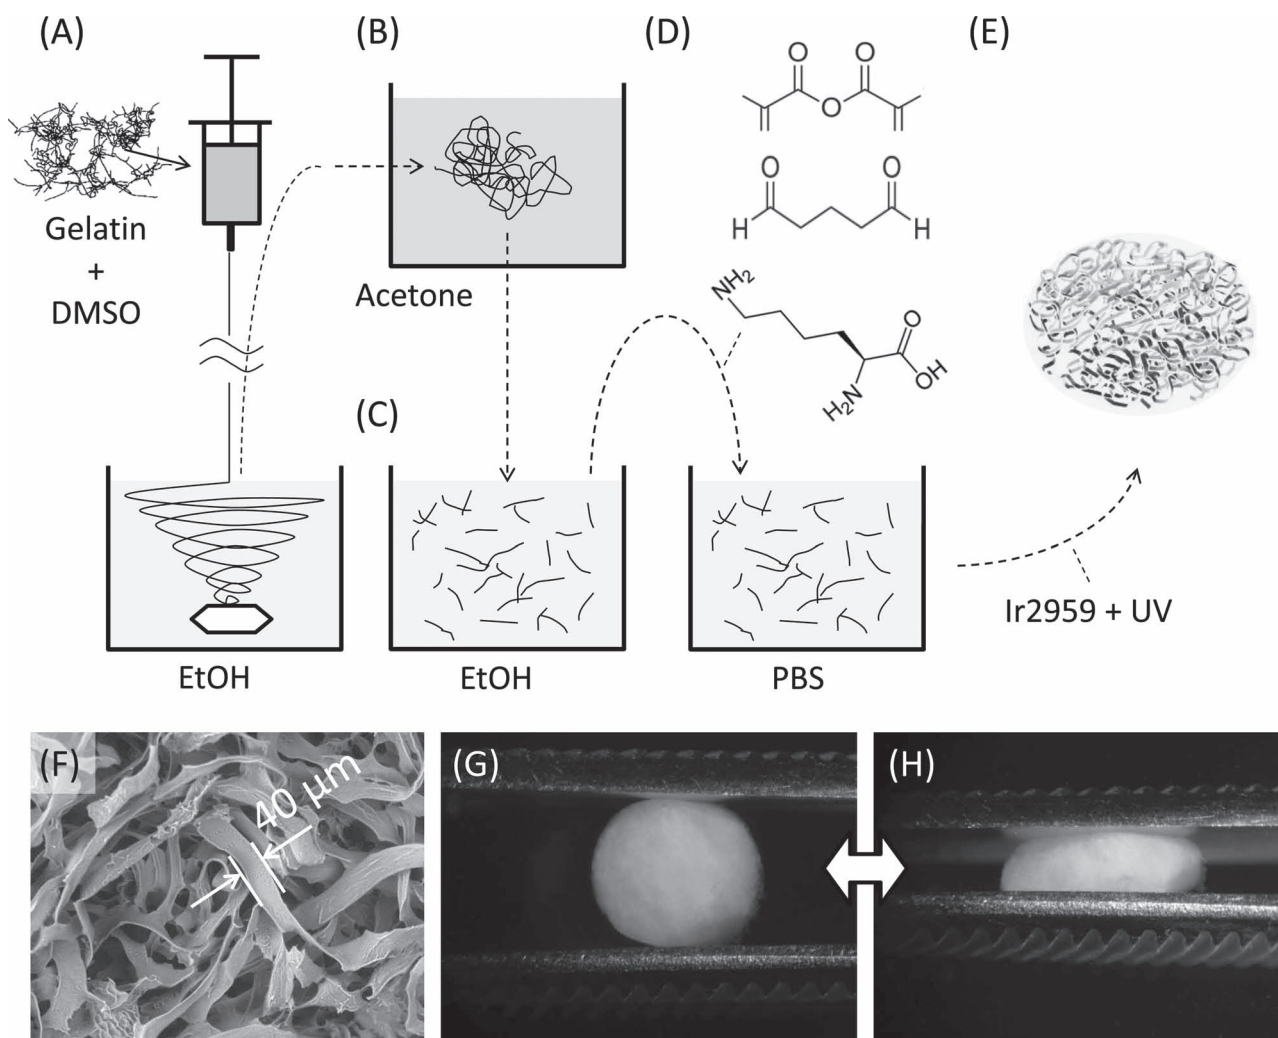 (A)
(B)
(D)
(E)
O
O
O
O
O
H
H
Gelatin
+
DMSO
Acetone
NH₂
O
OH
H₂N
(C)
EtOH
EtOH
PBS
Ir2959 + UV
(F)
40 µm
(G)
(H)